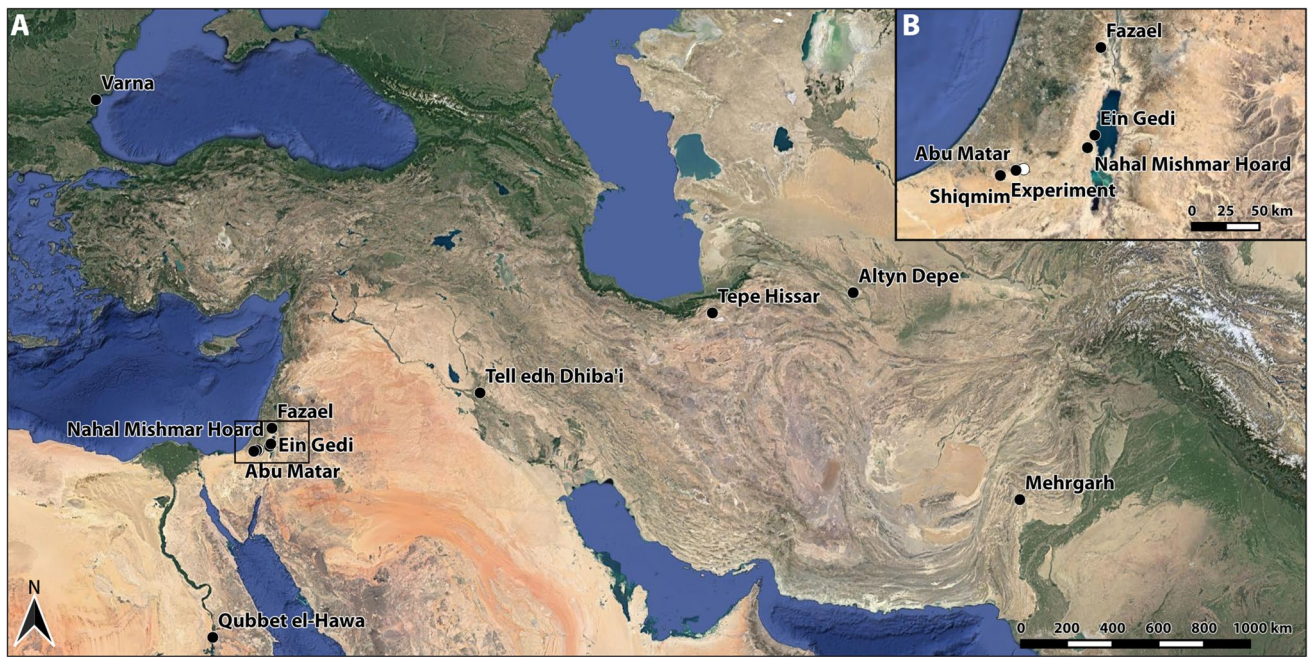 A
B
Varna
Fazael
Ein Gedi
Abu Matar
Nahal Mishmar Hoard
Shiqmim
Experiment
0 25 50 km
Altyn Depe
Tepe Hissar
Tell edh Dhiba'i
Fazael
Nahal Mishmar Hoard
Ein Gedi
Abu Matar
Mehrgarh
N
Qubbet el-Hawa
0 200 400 600 800 1000 km